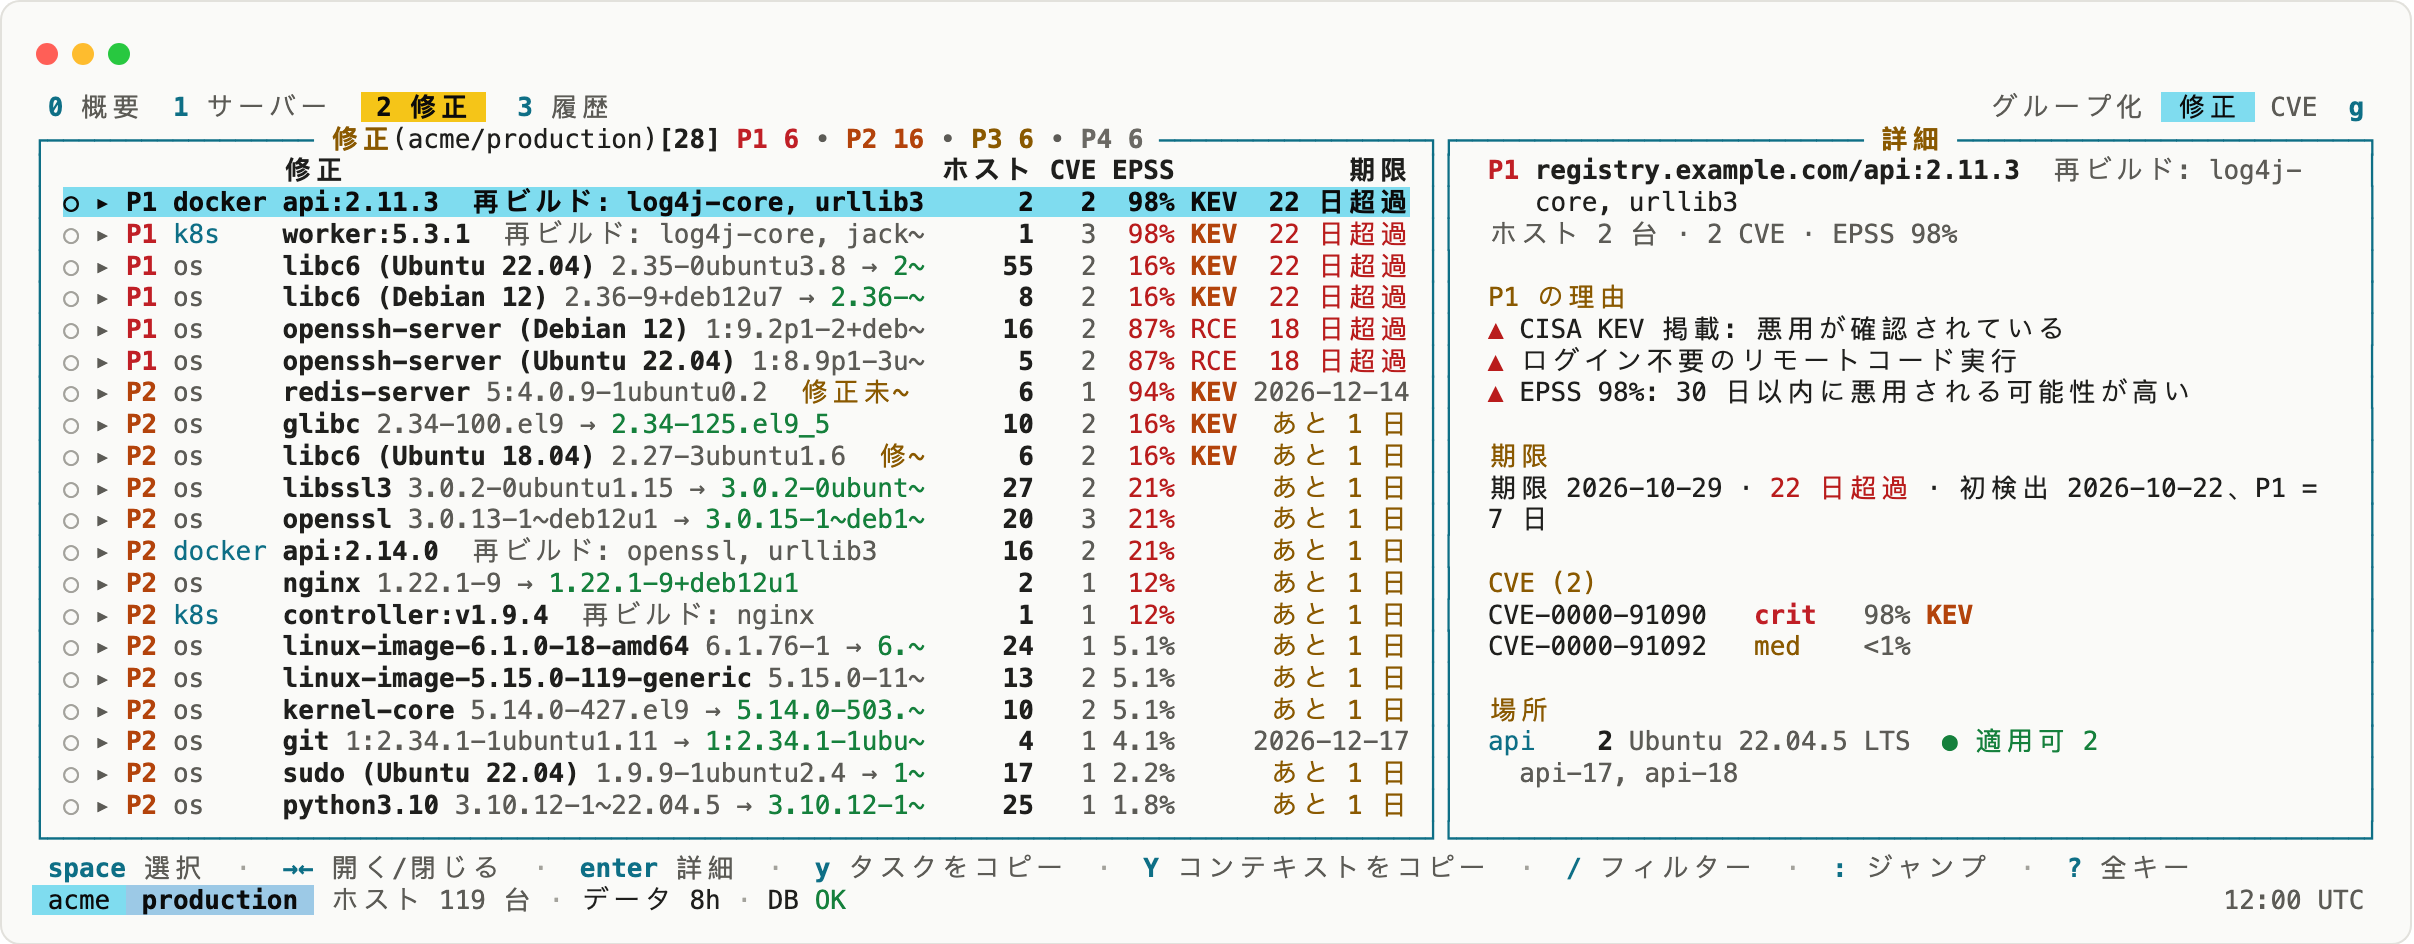 0 概要 1 サーバー 2 修正 3 履歴 グループ化 修正 CVE g
修正(acme/production)[28] P1 6 • P2 16 • P3 6 • P4 6
修正 ホスト CVE EPSS 期限
○ ▸ P1 docker api:2.11.3 再ビルド: log4j-core, urllib3 2 2 98% KEV 22 日超過
○ ▸ P1 k8s worker:5.3.1 再ビルド: log4j-core, jack~ 1 3 98% KEV 22 日超過
○ ▸ P1 os libc6 (Ubuntu 22.04) 2.35-0ubuntu3.8 → 2~ 55 2 16% KEV 22 日超過
○ ▸ P1 os libc6 (Debian 12) 2.36-9+deb12u7 → 2.36-~ 8 2 16% KEV 22 日超過
○ ▸ P1 os openssh-server (Debian 12) 1:9.2p1-2+deb~ 16 2 87% RCE 18 日超過
○ ▸ P1 os openssh-server (Ubuntu 22.04) 1:8.9p1-3u~ 5 2 87% RCE 18 日超過
○ ▸ P2 os redis-server 5:4.0.9-1ubuntu0.2 修正未~ 6 1 94% KEV 2026-12-14
○ ▸ P2 os glibc 2.34-100.el9 → 2.34-125.el9_5 10 2 16% KEV あと 1 日
○ ▸ P2 os libc6 (Ubuntu 18.04) 2.27-3ubuntu1.6 修~ 6 2 16% KEV あと 1 日
○ ▸ P2 os libssl3 3.0.2-0ubuntu1.15 → 3.0.2-0ubunt~ 27 2 21% あと 1 日
○ ▸ P2 os openssl 3.0.13-1~deb12u1 → 3.0.15-1~deb1~ 20 3 21% あと 1 日
○ ▸ P2 docker api:2.14.0 再ビルド: openssl, urllib3 16 2 21% あと 1 日
○ ▸ P2 os nginx 1.22.1-9 → 1.22.1-9+deb12u1 2 1 12% あと 1 日
○ ▸ P2 k8s controller:v1.9.4 再ビルド: nginx 1 1 12% あと 1 日
○ ▸ P2 os linux-image-6.1.0-18-amd64 6.1.76-1 → 6.~ 24 1 5.1% あと 1 日
○ ▸ P2 os linux-image-5.15.0-119-generic 5.15.0-11~ 13 2 5.1% あと 1 日
○ ▸ P2 os kernel-core 5.14.0-427.el9 → 5.14.0-503.~ 10 2 5.1% あと 1 日
○ ▸ P2 os git 1:2.34.1-1ubuntu1.11 → 1:2.34.1-1ubu~ 4 1 4.1% 2026-12-17
○ ▸ P2 os sudo (Ubuntu 22.04) 1.9.9-1ubuntu2.4 → 1~ 17 1 2.2% あと 1 日
○ ▸ P2 os python3.10 3.10.12-1~22.04.5 → 3.10.12-1~ 25 1 1.8% あと 1 日
詳細
P1 registry.example.com/api:2.11.3 再ビルド: log4j-
core, urllib3
ホスト 2 台 · 2 CVE · EPSS 98%
P1 の理由
▲ CISA KEV 掲載: 悪用が確認されている
▲ ログイン不要のリモートコード実行
▲ EPSS 98%: 30 日以内に悪用される可能性が高い
期限
期限 2026-10-29 · 22 日超過 · 初検出 2026-10-22、P1 =
7 日
CVE (2)
CVE-0000-91090 crit 98% KEV
CVE-0000-91092 med <1%
場所
api 2 Ubuntu 22.04.5 LTS ● 適用可 2
api-17, api-18
space 選択 · →← 開く/閉じる · enter 詳細 · y タスクをコピー · Y コンテキストをコピー · / フィルター · : ジャンプ · ? 全キー
acme production ホスト 119 台 · データ 8h · DB OK 12:00 UTC